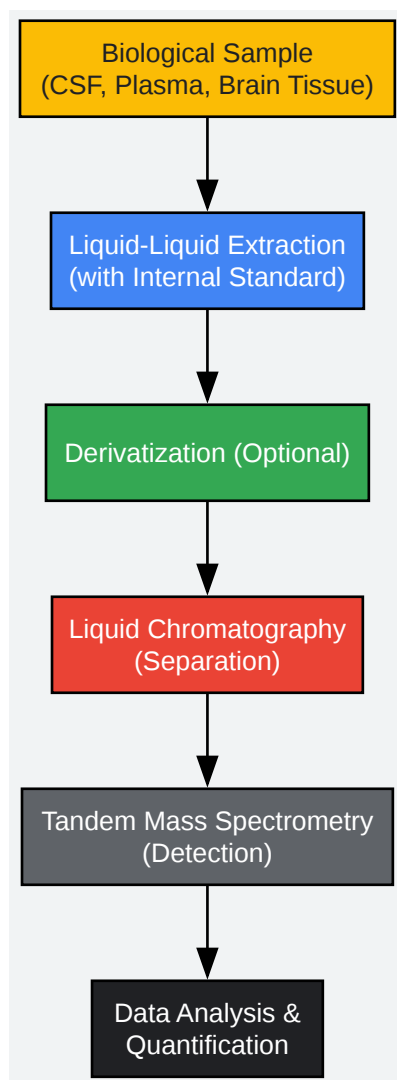 Biological Sample
(CSF, Plasma, Brain Tissue)
Liquid-Liquid Extraction
(with Internal Standard)
Derivatization (Optional)
Liquid Chromatography
(Separation)
Tandem Mass Spectrometry
(Detection)
Data Analysis &
Quantification